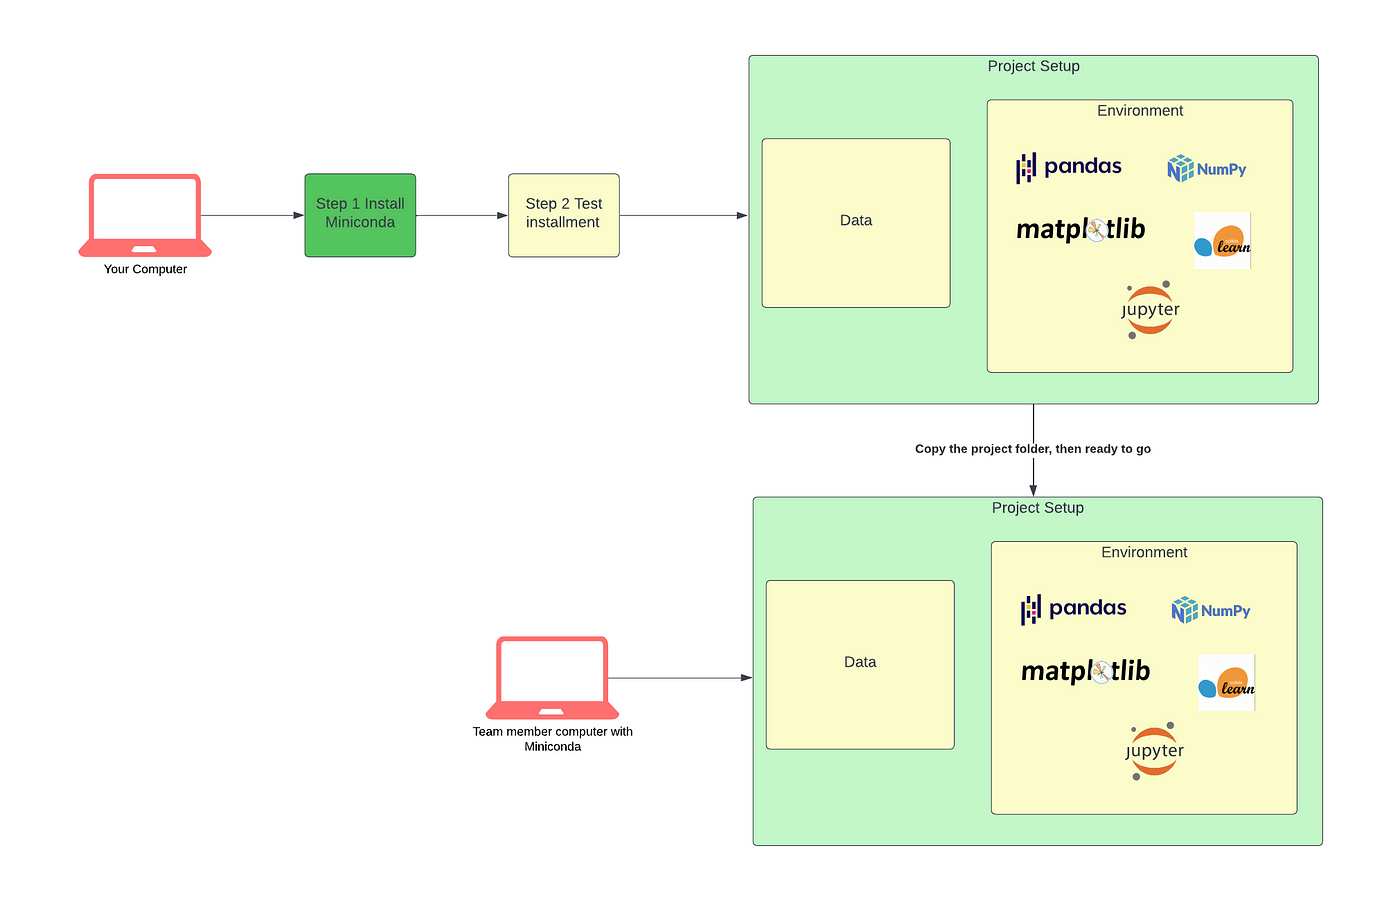 Project Setup
Environment
pandas
NumPy
Step 1 Install
Miniconda
Step 2 Test
installment
Data
matplotlib
scikit
learn
Your Computer
jupyter
Copy the project folder, then ready to go
Project Setup
Environment
pandas
NumPy
Data
matplotlib
scikit
learn
Team member computer with
Miniconda
jupyter